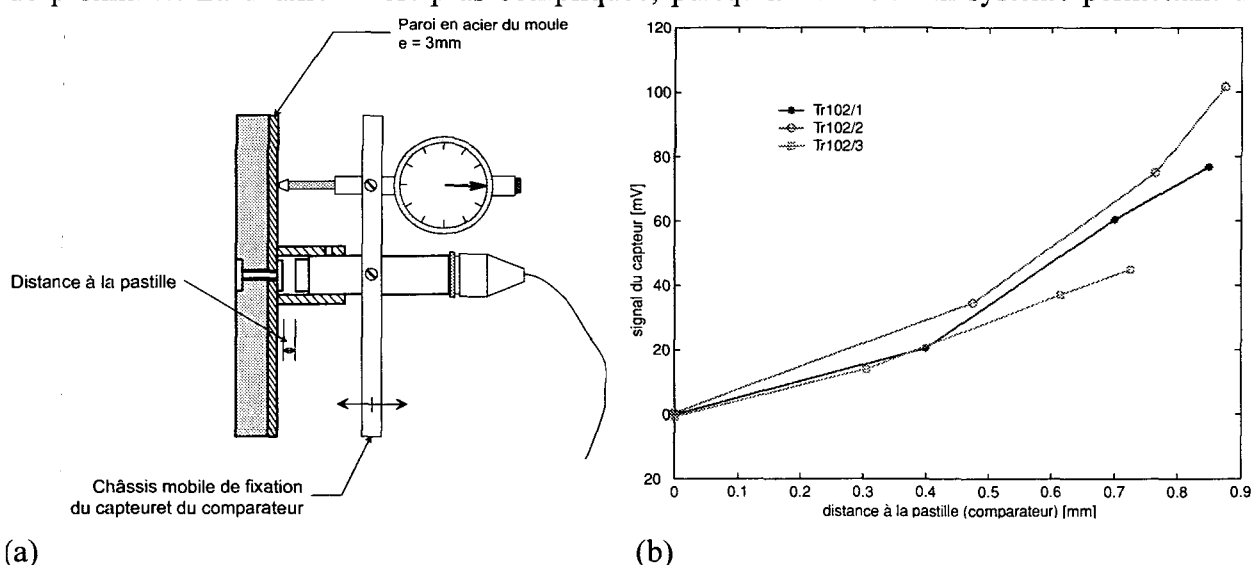 Paroi en acier du moule
e = 3mm
Distance à la pastille
Châssis mobile de fixation
du capteuret du comparateur
(a)
120
100
80
60
40
20
0
20
signal du capteur [mV]
Tr102/1
Tr102/2
Tr102/3
0 0.1 0.2 0.3 0.4 0.5 0.6 0.7 0.8 0.9
distance à la pastille (comparateur) [mm]
(b)